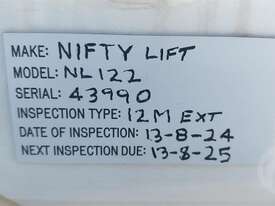 MAKE: NIFTY LIFT
MODEL: NL122
SERIAL: 43990
INSPECTION TYPE: 12M EXT
DATE OF INSPECTION: 13-8-24
NEXT INSPECTION DUE: 13-8-25